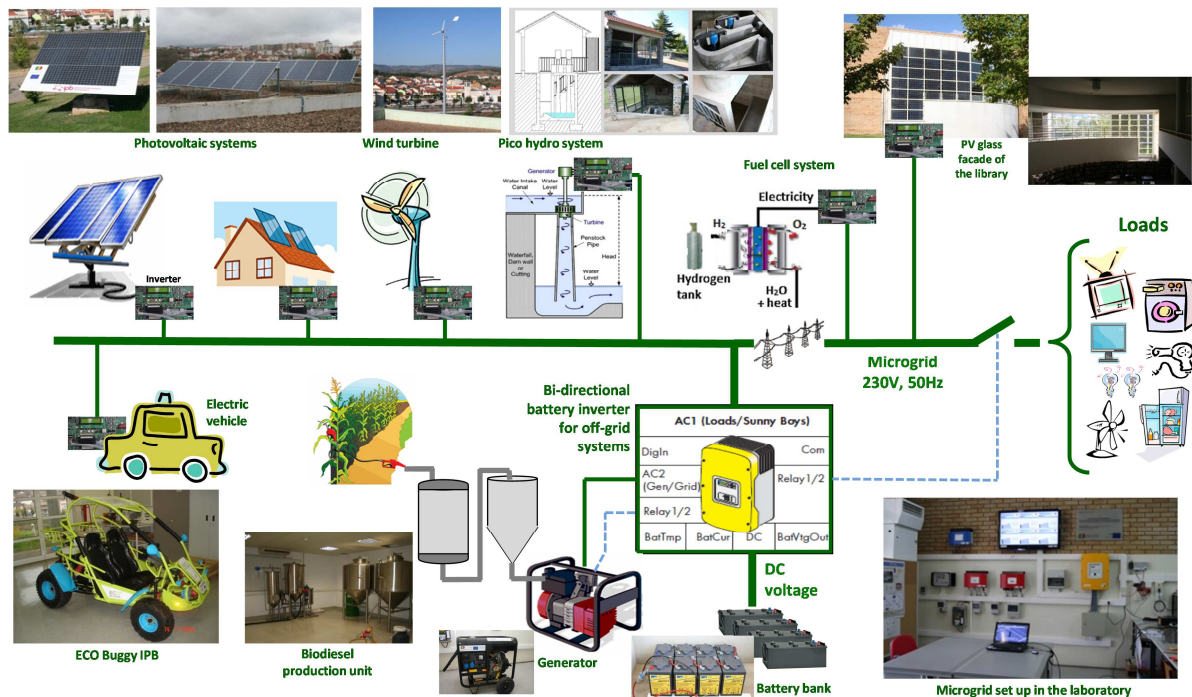 ipb
Photovoltaic systems
Wind turbine
Pico hydro system
PV glass
facade of
the library
Fuel cell system
Generator
Water Intake
Canal
Water
Level
Turbine
Penstock
Pipe
Head
Waterfall,
Dam wall
or
Cutting
Water
Level
Electricity
H2
O2
Hydrogen
tank
H2O
+ heat
Loads
Inverter
Microgrid
230V, 50Hz
Electric
vehicle
Bi-directional
battery inverter
for off-grid
systems
AC1 (Loads/Sunny Boys)
DigIn
Com
AC2
(Gen/Grid)
Relay1/2
Relay1/2
BatTmp
BatCur
DC
BatVtgOut
DC
voltage
ECO Buggy IPB
Biodiesel
production unit
Generator
Battery bank
Microgrid set up in the laboratory